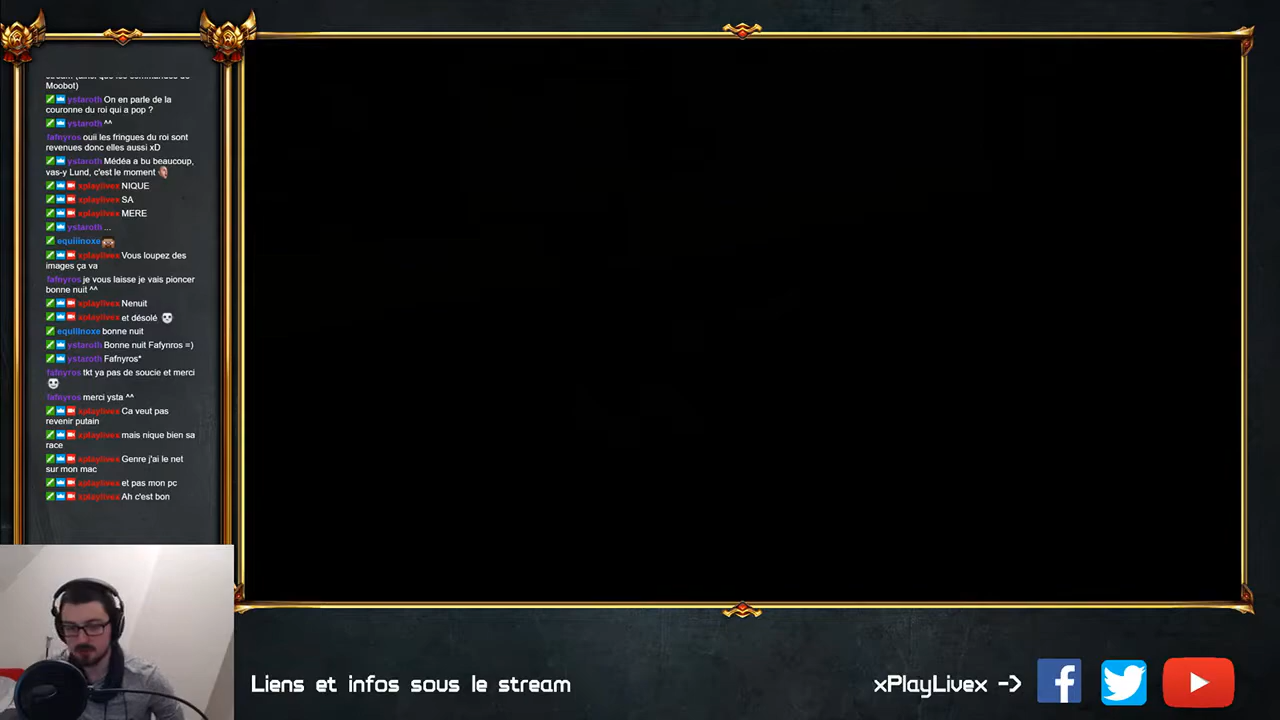 Moobot)
ystaroth On en parle de la
couronne du roi qui a pop ?
ystaroth ^^
fafnyros ouii les fringues du roi sont
revenues donc elles aussi xD
ystaroth Médéa a bu beaucoup,
vas-y Lund, c'est le moment
xplaylivex NIQUE
xplaylivex SA
xplaylivex MERE
ystaroth ...
equiinoxe
xplaylivex Vous loupez des
images ça va
fafnyros je vous laisse je vais pioncer
bonne nuit ^^
xplaylivex Nenuit
xplaylivex et désolé
equiinoxe bonne nuit
ystaroth Bonne nuit Fafynros =)
ystaroth Fafnyros*
fafnyros tkt ya pas de soucie et merci
fafnyros merci ysta ^^
xplaylivex Ca veut pas
revenir putain
xplaylivex mais nique bien sa
race
xplaylivex Genre j'ai le net
sur mon mac
xplaylivex et pas mon pc
xplaylivex Ah c'est bon
Liens et infos sous le stream
xPlayLivex ->